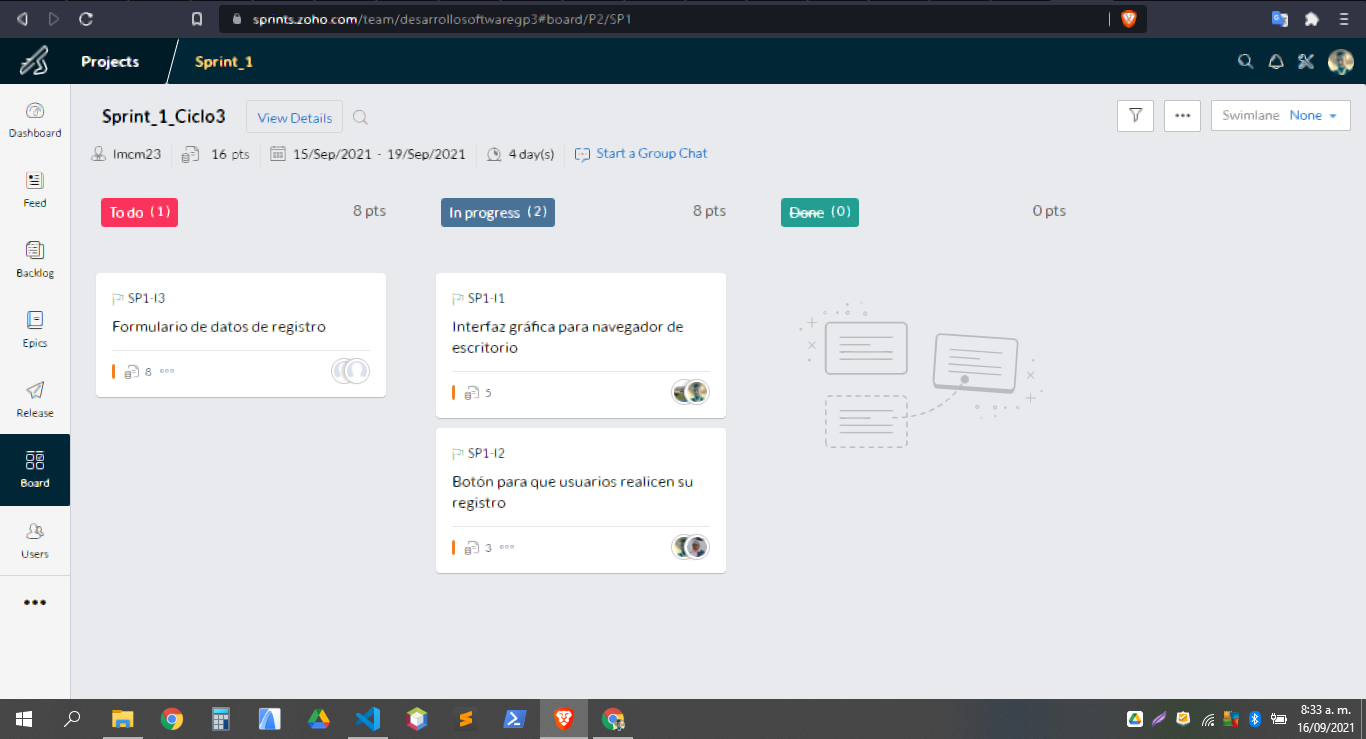 sprints.zoho.com/team/desarrollosoftwaregp3#board/P2/SP1
Projects
Sprint_1
Dashboard
Feed
Backlog
Epics
Release
Board
Users
Sprint_1_Ciclo3
View Details
Swimlane None
lmcm23
16 pts
15/Sep/2021 - 19/Sep/2021
4 day(s)
Start a Group Chat
To do (1)
8 pts
In progress (2)
8 pts
Done (0)
0 pts
SP1-I3
Formulario de datos de registro
8
SP1-I1
Interfaz gráfica para navegador de
escritorio
5
SP1-I2
Botón para que usuarios realicen su
registro
3
8:33 a. m.
16/09/2021